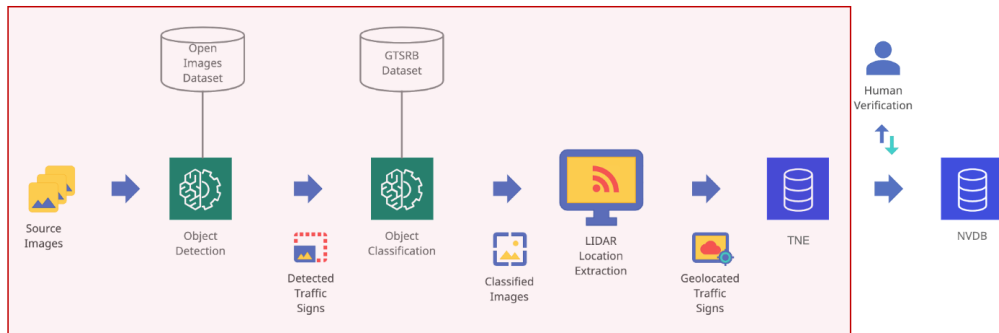 Open
Images
Dataset
GTSRB
Dataset
Human
Verification
Source
Images
Object
Detection
Detected
Traffic
Signs
Object
Classification
Classified
Images
LIDAR
Location
Extraction
Geolocated
Traffic
Signs
TNE
NVDB